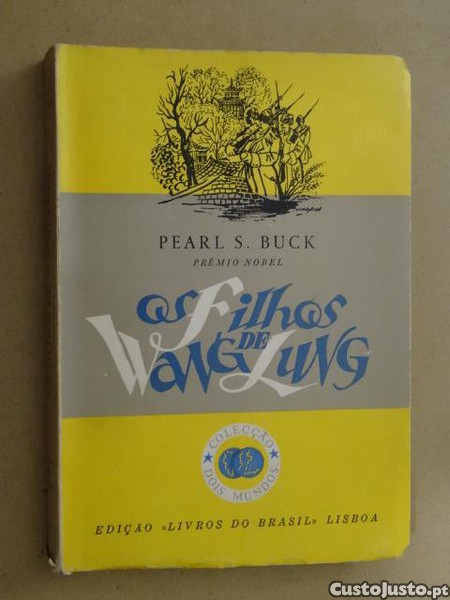 PEARL S. BUCK
PRÉMIO NOBEL
OS FILHOS
DE
WANG LUNG
COLECÇÃO
DOIS MUNDOS
EDIÇÃO «LIVROS DO BRASIL» LISBOA
CustoJusto.pt